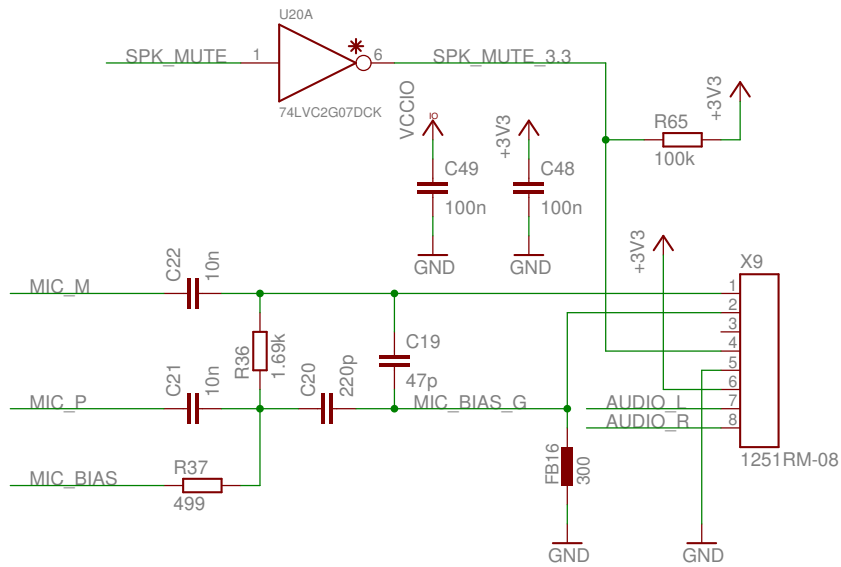 U20A
SPK_MUTE
1
6
SPK_MUTE_3.3
74LVC2G07DCK
VCCIO
IO
+3V3
+3V3
R65
100k
C49
100n
C48
100n
GND
GND
+3V3
X9
MIC_M
C22
10n
1
2
3
4
5
6
7
8
R36
1.69k
C19
47p
MIC_P
C21
10n
C20
220p
MIC_BIAS_G
AUDIO_L
AUDIO_R
1251RM-08
MIC_BIAS
R37
499
FB16
300
GND
GND